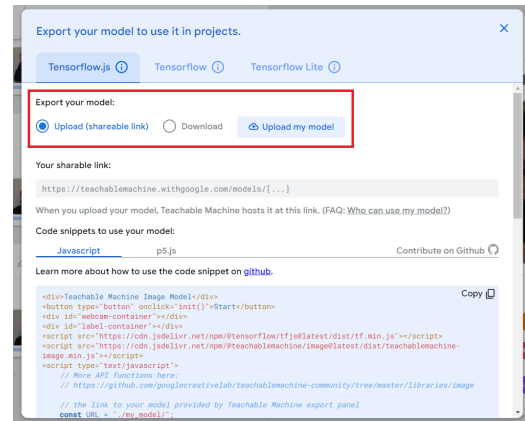 Export your model to use it in projects.
Tensorflow.js
Tensorflow
Tensorflow Lite
Export your model:
Upload (shareable link)
Download
Upload my model
Your sharable link:
https://teachablemachine.withgoogle.com/models/[...]
When you upload your model, Teachable Machine hosts it at this link. (FAQ: Who can use my model?)
Code snippets to use your model:
Javascript
p5.js
Contribute on Github
Learn more about how to use the code snippet on github.
Copy
<div>Teachable Machine Image Model</div>
<button type="button" onclick="init()">Start</button>
<div id="webcam-container"></div>
<div id="label-container"></div>
<script src="https://cdn.jsdelivr.net/npm/@tensorflow/tfjs@latest/dist/tf.min.js"></script>
<script src="https://cdn.jsdelivr.net/npm/@teachablemachine/image@latest/dist/teachablemachine-
image.min.js"></script>
<script type="text/javascript">
// More API functions here:
// https://github.com/googlecreativelab/teachablemachine-community/tree/master/libraries/image
// the link to your model provided by Teachable Machine export panel
const URL = "./my_model/";